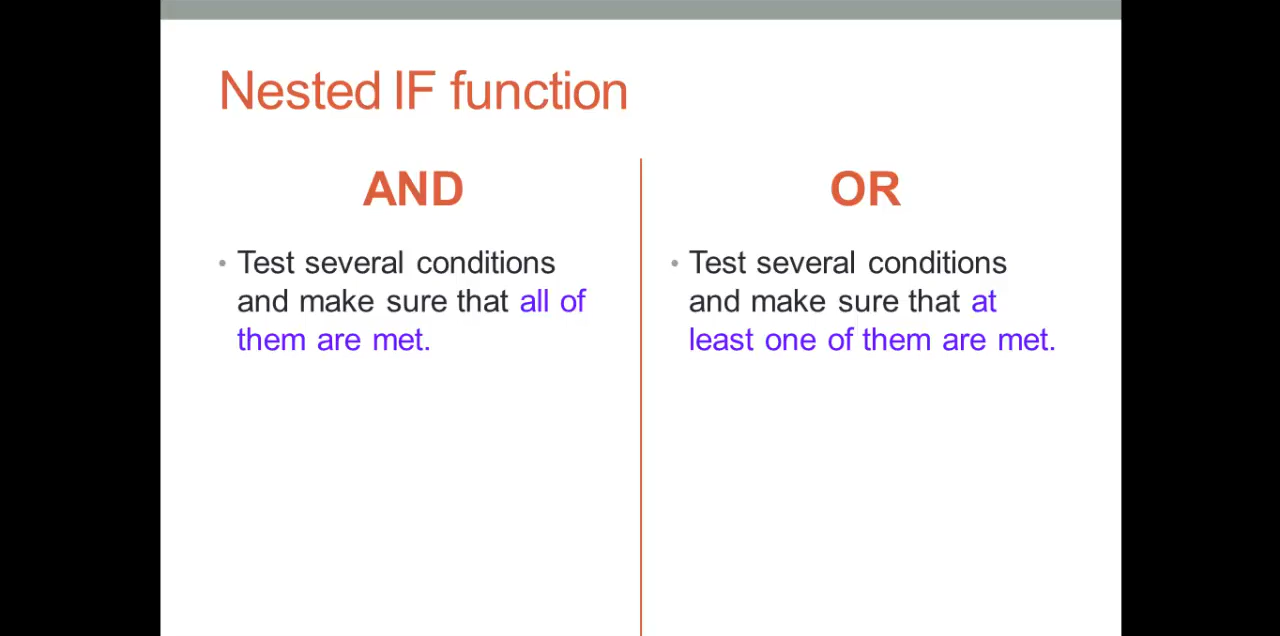 Nested IF function
AND
• Test several conditions
and make sure that all of
them are met.
OR
• Test several conditions
and make sure that at
least one of them are met.